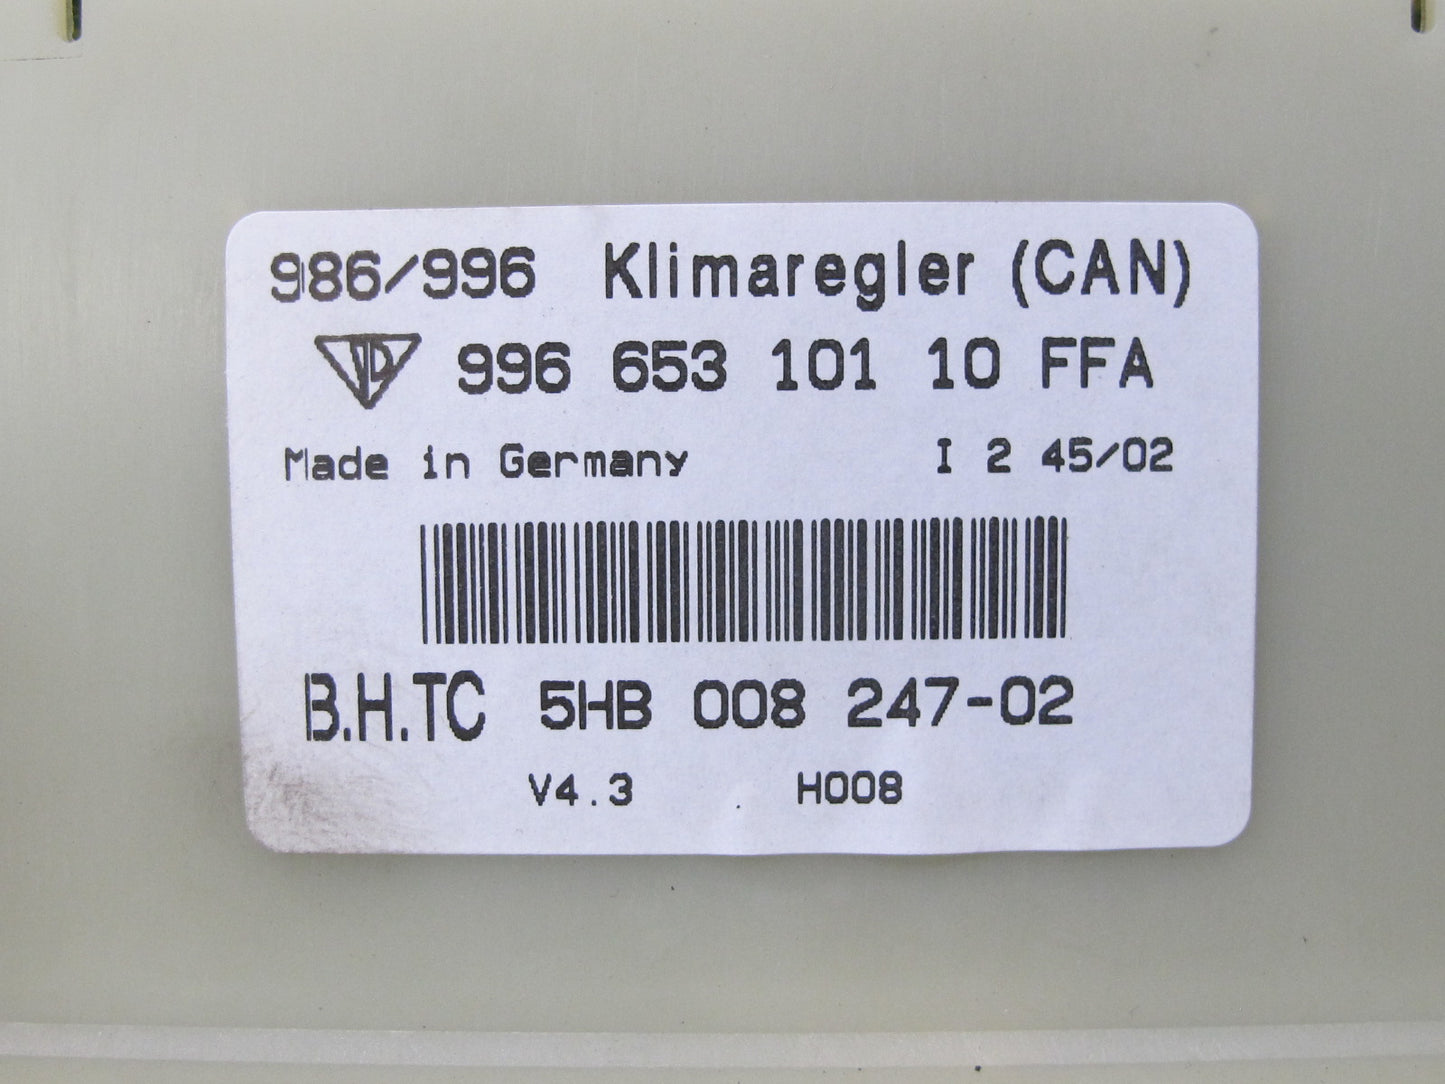 986/996 Klimaregler (CAN)
996 653 101 10 FFA
Made in Germany I 2 45/02
B.H.TC 5HB 008 247-02
V4.3 H008